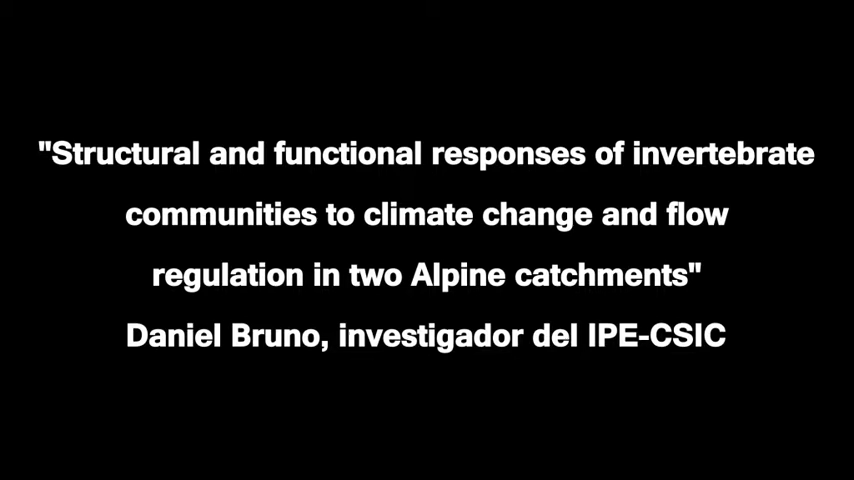 "Structural and functional responses of invertebrate
communities to climate change and flow
regulation in two Alpine catchments"
Daniel Bruno, investigador del IPE-CSIC